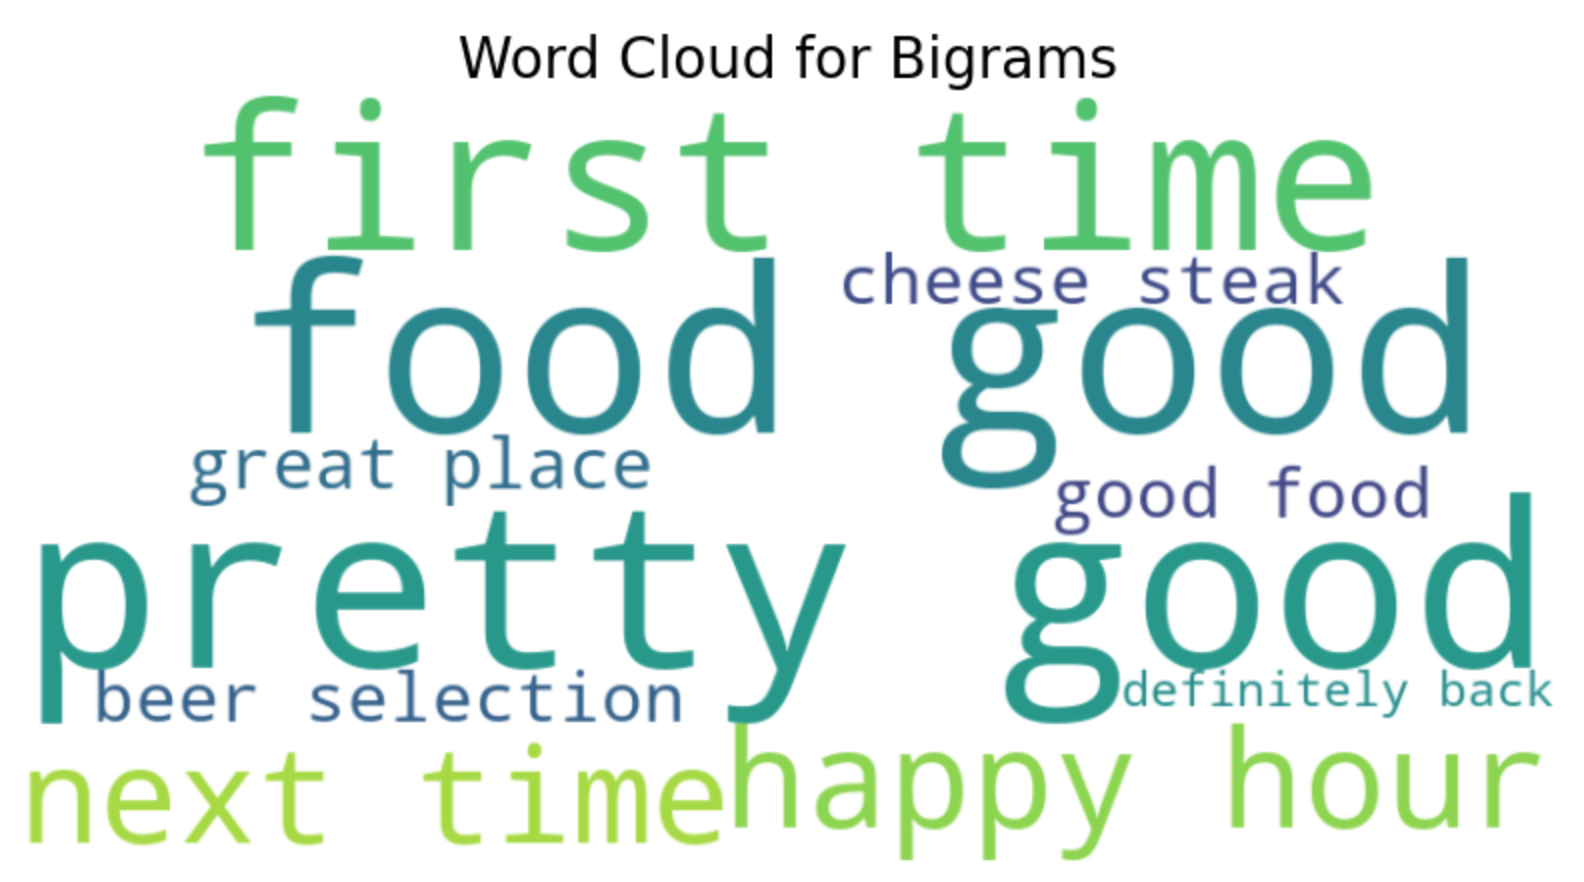 Word Cloud for Bigrams
first time
cheese steak
food good
great place
good food
pretty good
beer selection
definitely back
next time
happy hour